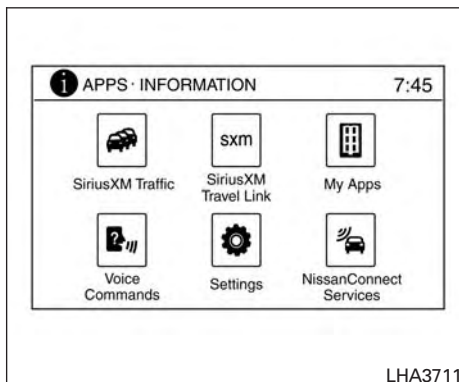 i APPS · INFORMATION 7:45
sxm
SiriusXM Traffic
SiriusXM
Travel Link
My Apps
?
Voice
Commands
Settings
NissanConnect
Services
LHA3711